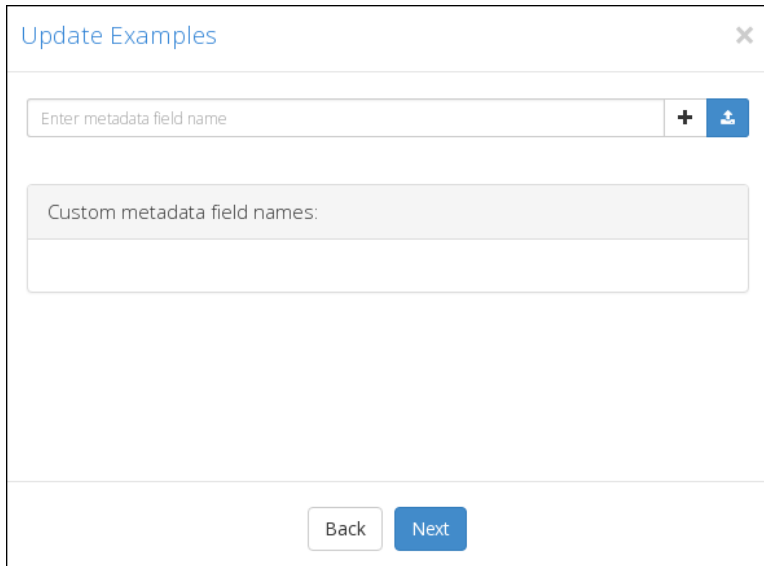 Update Examples
Enter metadata field name
Custom metadata field names:
Back
Next